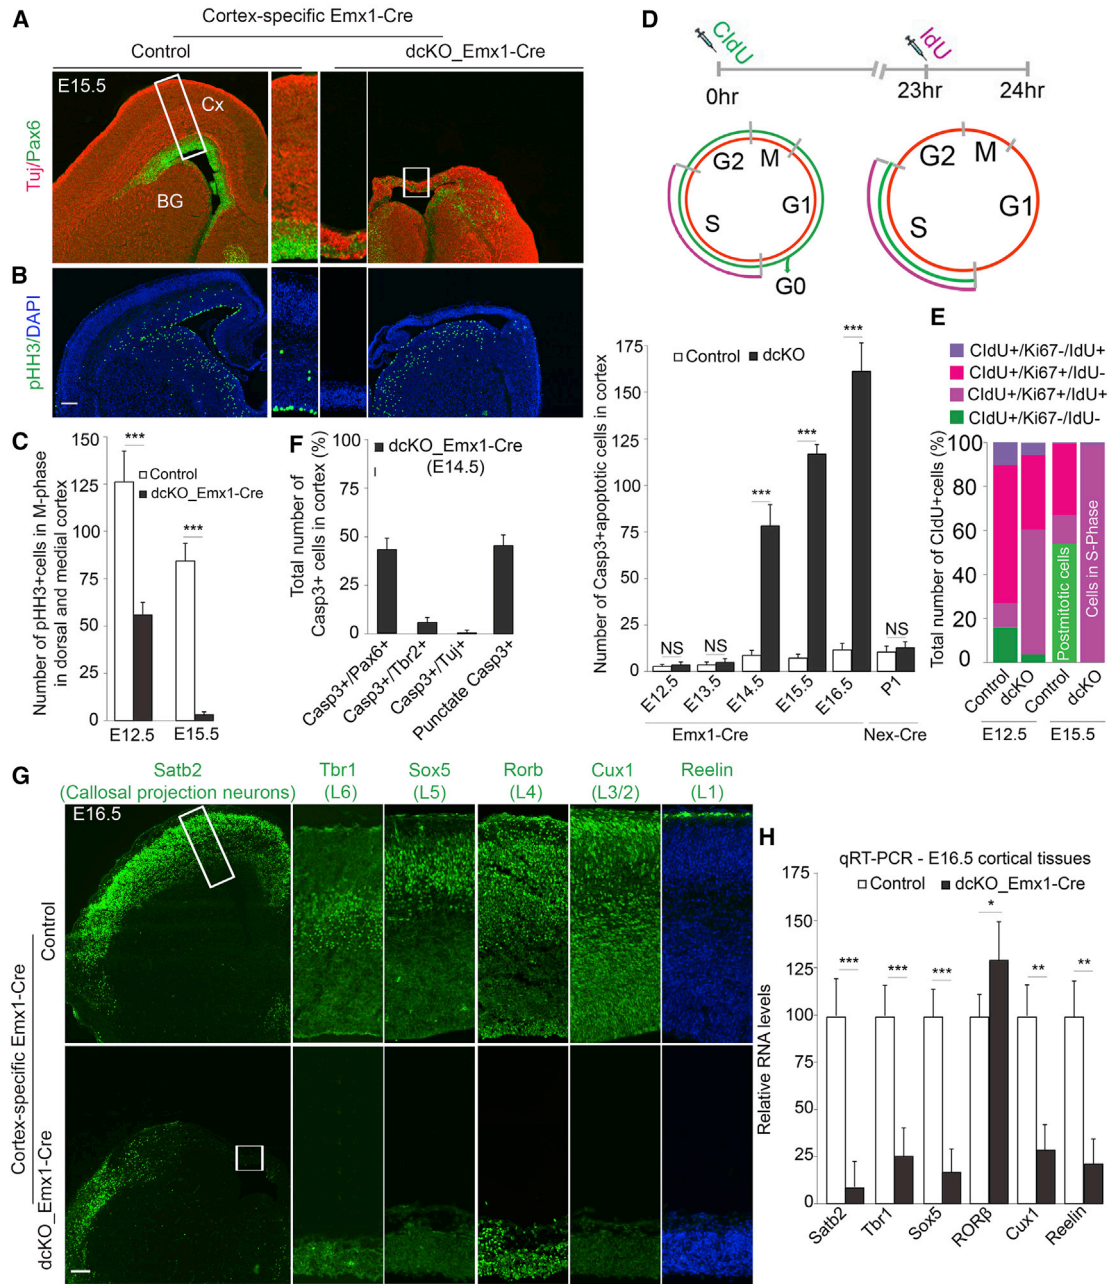 A
Cortex-specific Emx1-Cre
Control
dcKO_Emx1-Cre
E15.5
Cx
BG
Tuj/Pax6
B
pHH3/DAPI
C
Number of pHH3+cells in M-phase
in dorsal and medial cortex
150
125
100
75
50
25
0
***
***
Control
dcKO_Emx1-Cre
E12.5
E15.5
F
Total number of
Casp3+ cells in cortex (%)
100
50
25
0
dcKO_Emx1-Cre
(E14.5)
Casp3+/Pax6+
Casp3+/Tbr2+
Casp3+/Tuj+
Punctate Casp3+
D
CldU
IdU
0hr
23hr
24hr
G2
M
G1
S
G0
G2
M
G1
S
Number of Casp3+apoptotic cells in cortex
175
150
125
100
75
50
25
0
Control
dcKO
NS
NS
***
***
***
NS
E12.5
E13.5
E14.5
E15.5
E16.5
P1
Emx1-Cre
Nex-Cre
E
CldU+/Ki67-/IdU+
CldU+/Ki67+/IdU-
CldU+/Ki67+/IdU+
CldU+/Ki67-/IdU-
Total number of CldU+cells (%)
100
80
60
40
20
0
Postmitotic cells
Cells in S-Phase
Control
dcKO
Control
dcKO
E12.5
E15.5
G
Satb2
(Callosal projection neurons)
Tbr1
(L6)
Sox5
(L5)
Rorb
(L4)
Cux1
(L3/2)
Reelin
(L1)
E16.5
Cortex-specific Emx1-Cre
Control
dcKO_Emx1-Cre
H
qRT-PCR - E16.5 cortical tissues
Control
dcKO_Emx1-Cre
Relative RNA levels
175
150
125
100
75
50
25
0
***
***
***
*
**
**
Satb2
Tbr1
Sox5
RORβ
Cux1
Reelin